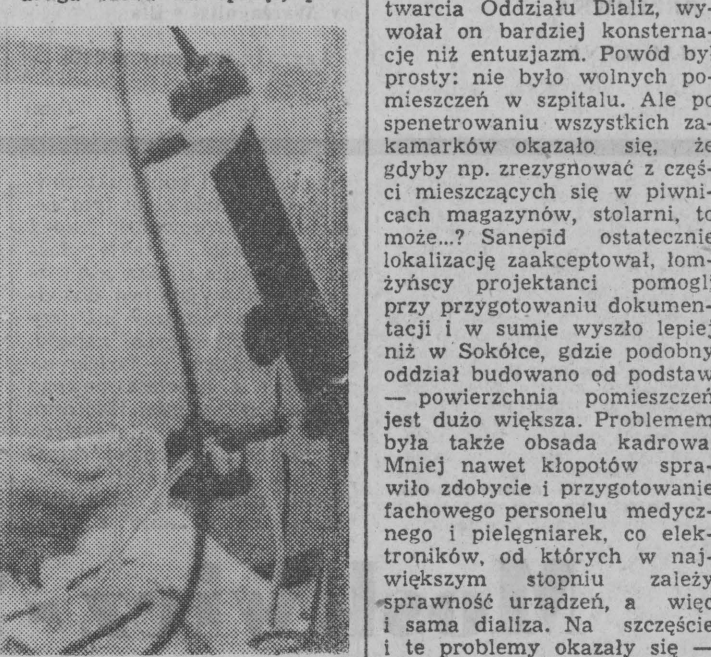 twarcia Oddziału Dializ, wy-
wołał on bardziej konsterna-
cję niż entuzjazm. Powód był
prosty: nie było wolnych po-
mieszczeń w szpitalu. Ale po
spenetrowaniu wszystkich za-
kamarków okązało się, że
gdyby np. zrezygnować z częś-
ci mieszczących się w piwni-
cach magazynów, stolarni, to
może...? Sanepid ostatecznie
lokalizację zaakceptował, łom-
żyńscy projektanci pomogli
przy przygotowaniu dokumen-
tacji i w sumie wyszło lepiej
niż w Sokółce, gdzie podobny
oddział budowano od podstaw
— powierzchnia pomieszczeń
jest dużo większa. Problemem
była także obsada kadrowa
Mniej nawet kłopotów spra-
wiło zdobycie i przygotowanie
fachowego personelu medycz-
nego i pielęgniarek, co elek-
troników, od których w naj-
większym stopniu zależy
sprawność urządzeń, a więc
i sama dializa. Na szczęście
i te problemy okazały się —